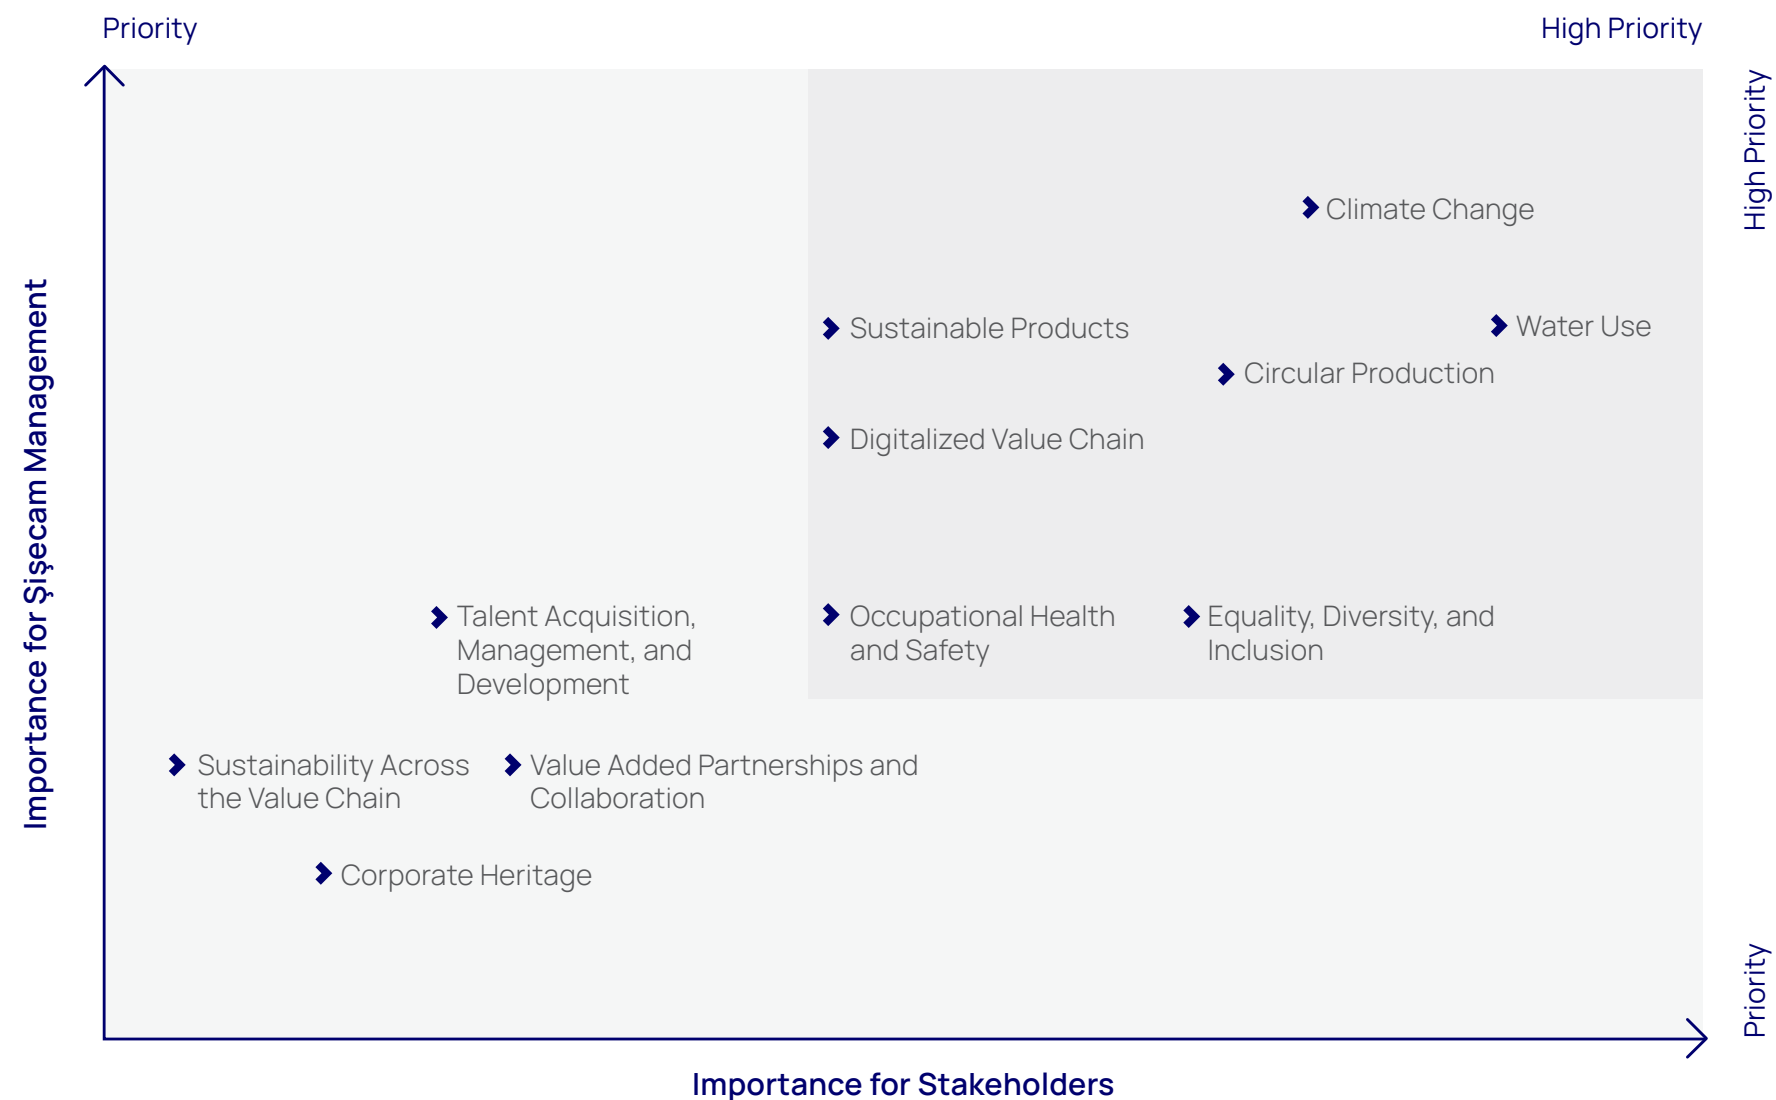 Priority
High Priority
High Priority
Climate Change
Sustainable Products
Water Use
Circular Production
Digitalized Value Chain
Importance for Şişecam Management
Talent Acquisition,
Management, and
Development
Occupational Health
and Safety
Equality, Diversity, and
Inclusion
Sustainability Across
the Value Chain
Value Added Partnerships and
Collaboration
Corporate Heritage
Priority
Importance for Stakeholders